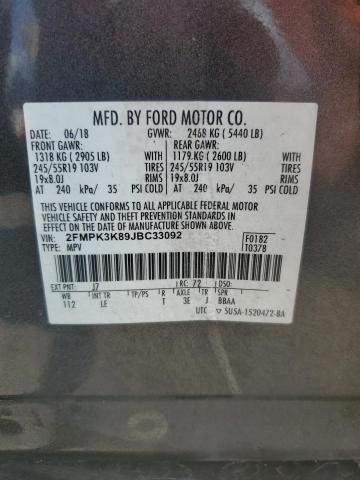 MFD. BY FORD MOTOR CO.
DATE: 06/18 GVWR: 2468 KG ( 5440 LB)
FRONT GAWR: REAR GAWR:
1318 KG ( 2905 LB) WITH 1179KG ( 2600 LB) WITH
245/55R19 103V TIRES 245/55R19 103V TIRES
19x8.0J RIMS 19x8.0J RIMS
AT 240 kPa/ 35 PSI COLD AT 240 kPa/ 35 PSI COLD
THIS VEHICLE CONFORMS TO ALL APPLICABLE FEDERAL MOTOR
VEHICLE SAFETY AND THEFT PREVENTION STANDARDS IN
EFFECT ON THE DATE OF MANUFACTURE SHOWN ABOVE.
VIN: 2FMPK3K89JBC33092 F0182
TYPE: MPV T0378
EXT PNT: J7 RC: 72 DSO:
WB INT TR TP/PS R AXLE TR SPR
112 LE T 3E J BBAA
UTC ▽ 5U5A-1520472-BA